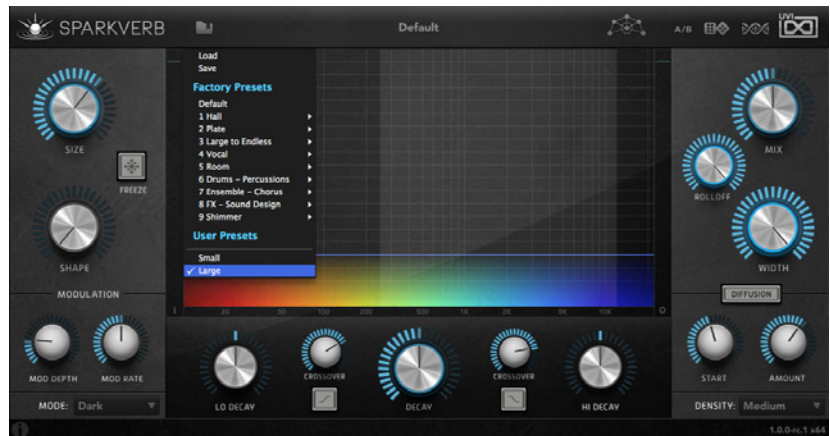 SPARKVERB
Default
A/B
UVI
Load
Save
Factory Presets
Default
1 Hall
2 Plate
3 Large to Endless
4 Vocal
5 Room
6 Drums – Percussions
7 Ensemble – Chorus
8 FX – Sound Design
9 Shimmer
User Presets
Small
✓ Large
SIZE
FREEZE
SHAPE
MODULATION
MOD DEPTH
MOD RATE
MODE: Dark
I
20
50
100
200
500
1K
2K
5K
10K
O
LO DECAY
CROSSOVER
DECAY
CROSSOVER
HI DECAY
MIX
ROLLOFF
WIDTH
DIFFUSION
START
AMOUNT
DENSITY: Medium
1.0.0-rc.1 x64